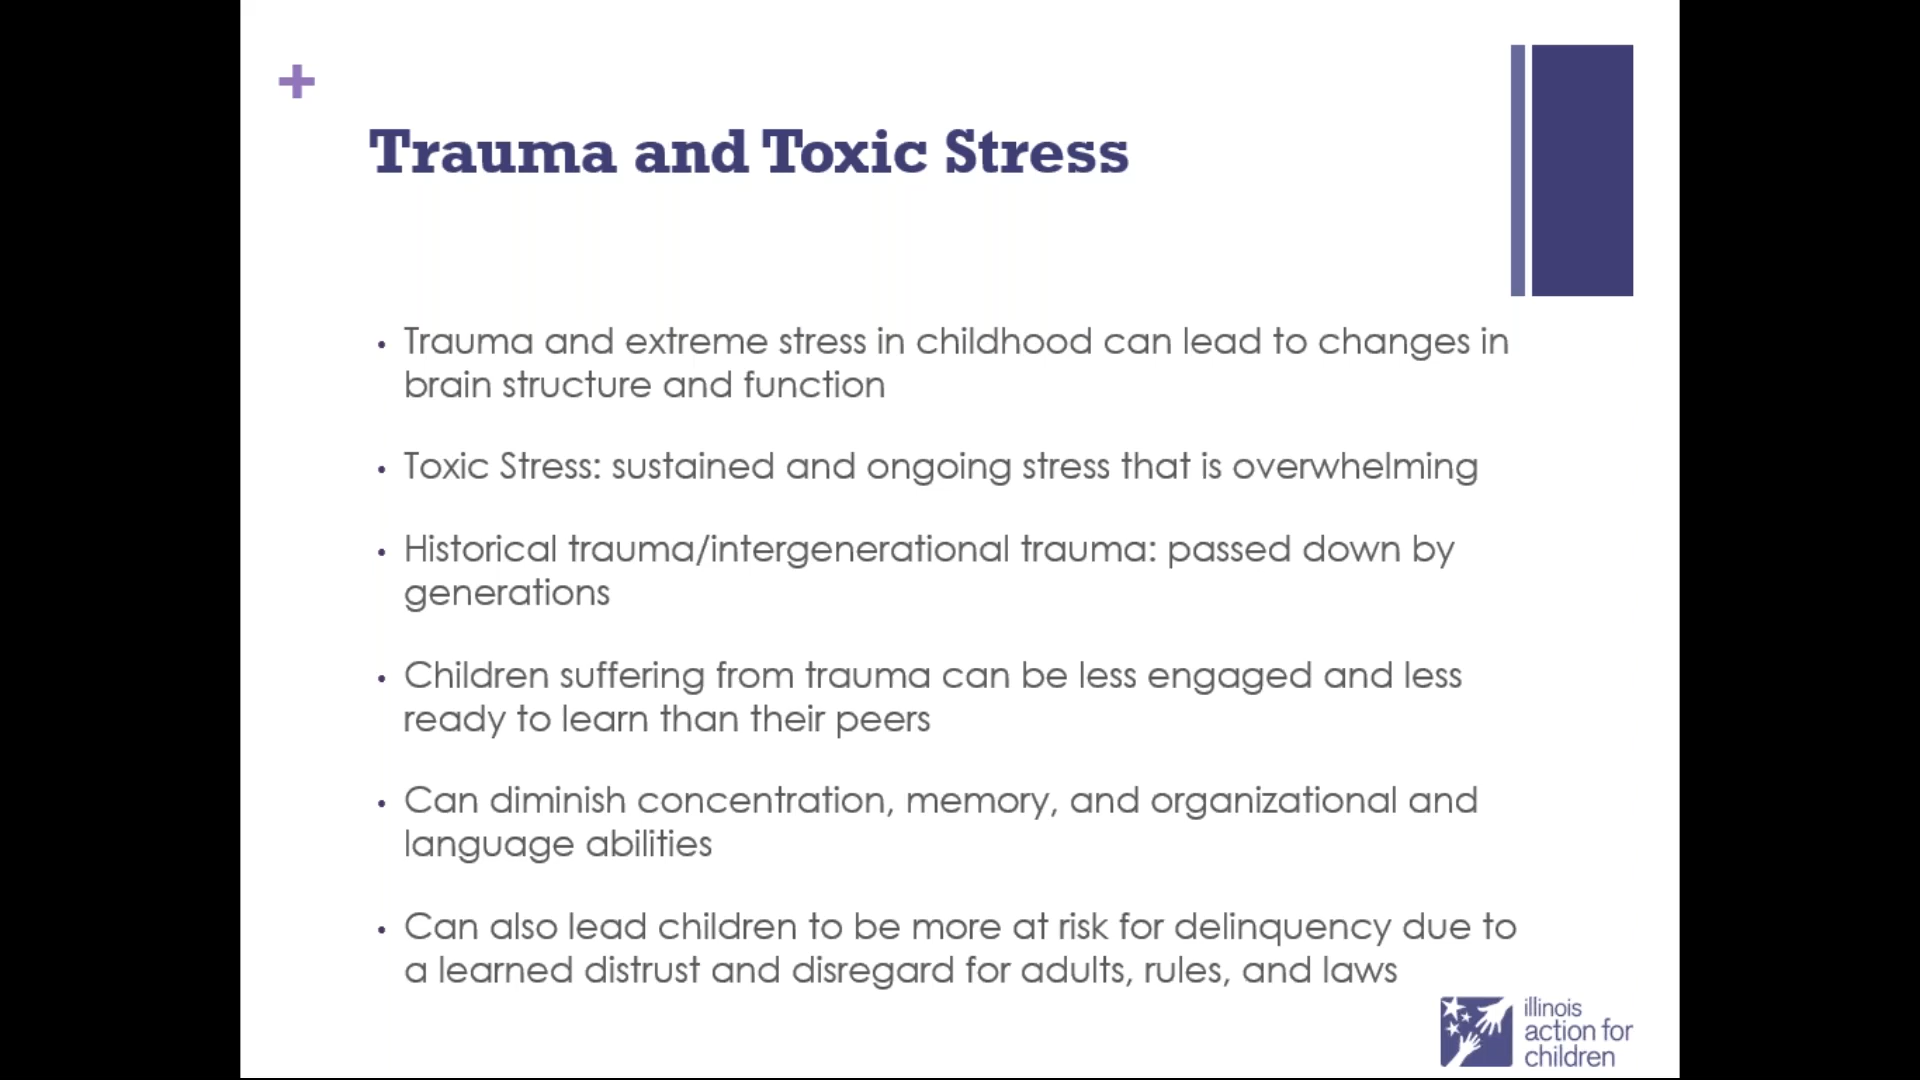 +
Trauma and Toxic Stress
• Trauma and extreme stress in childhood can lead to changes in
brain structure and function
• Toxic Stress: sustained and ongoing stress that is overwhelming
• Historical trauma/intergenerational trauma: passed down by
generations
• Children suffering from trauma can be less engaged and less
ready to learn than their peers
• Can diminish concentration, memory, and organizational and
language abilities
• Can also lead children to be more at risk for delinquency due to
a learned distrust and disregard for adults, rules, and laws
illinois
action for
children